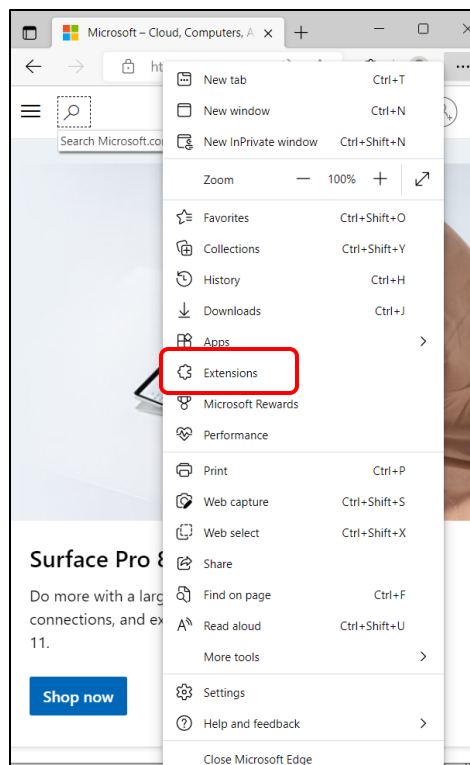 Microsoft – Cloud, Computers, A
New tab Ctrl+T
New window Ctrl+N
New InPrivate window Ctrl+Shift+N
Search Microsoft.co
Zoom 100%
Favorites Ctrl+Shift+O
Collections Ctrl+Shift+Y
History Ctrl+H
Downloads Ctrl+J
Apps
Extensions
Microsoft Rewards
Performance
Print Ctrl+P
Web capture Ctrl+Shift+S
Web select Ctrl+Shift+X
Share
Find on page Ctrl+F
Read aloud Ctrl+Shift+U
More tools
Settings
Help and feedback
Close Microsoft Edge
Surface Pro
Do more with a larg
connections, and ex
11.
Shop now